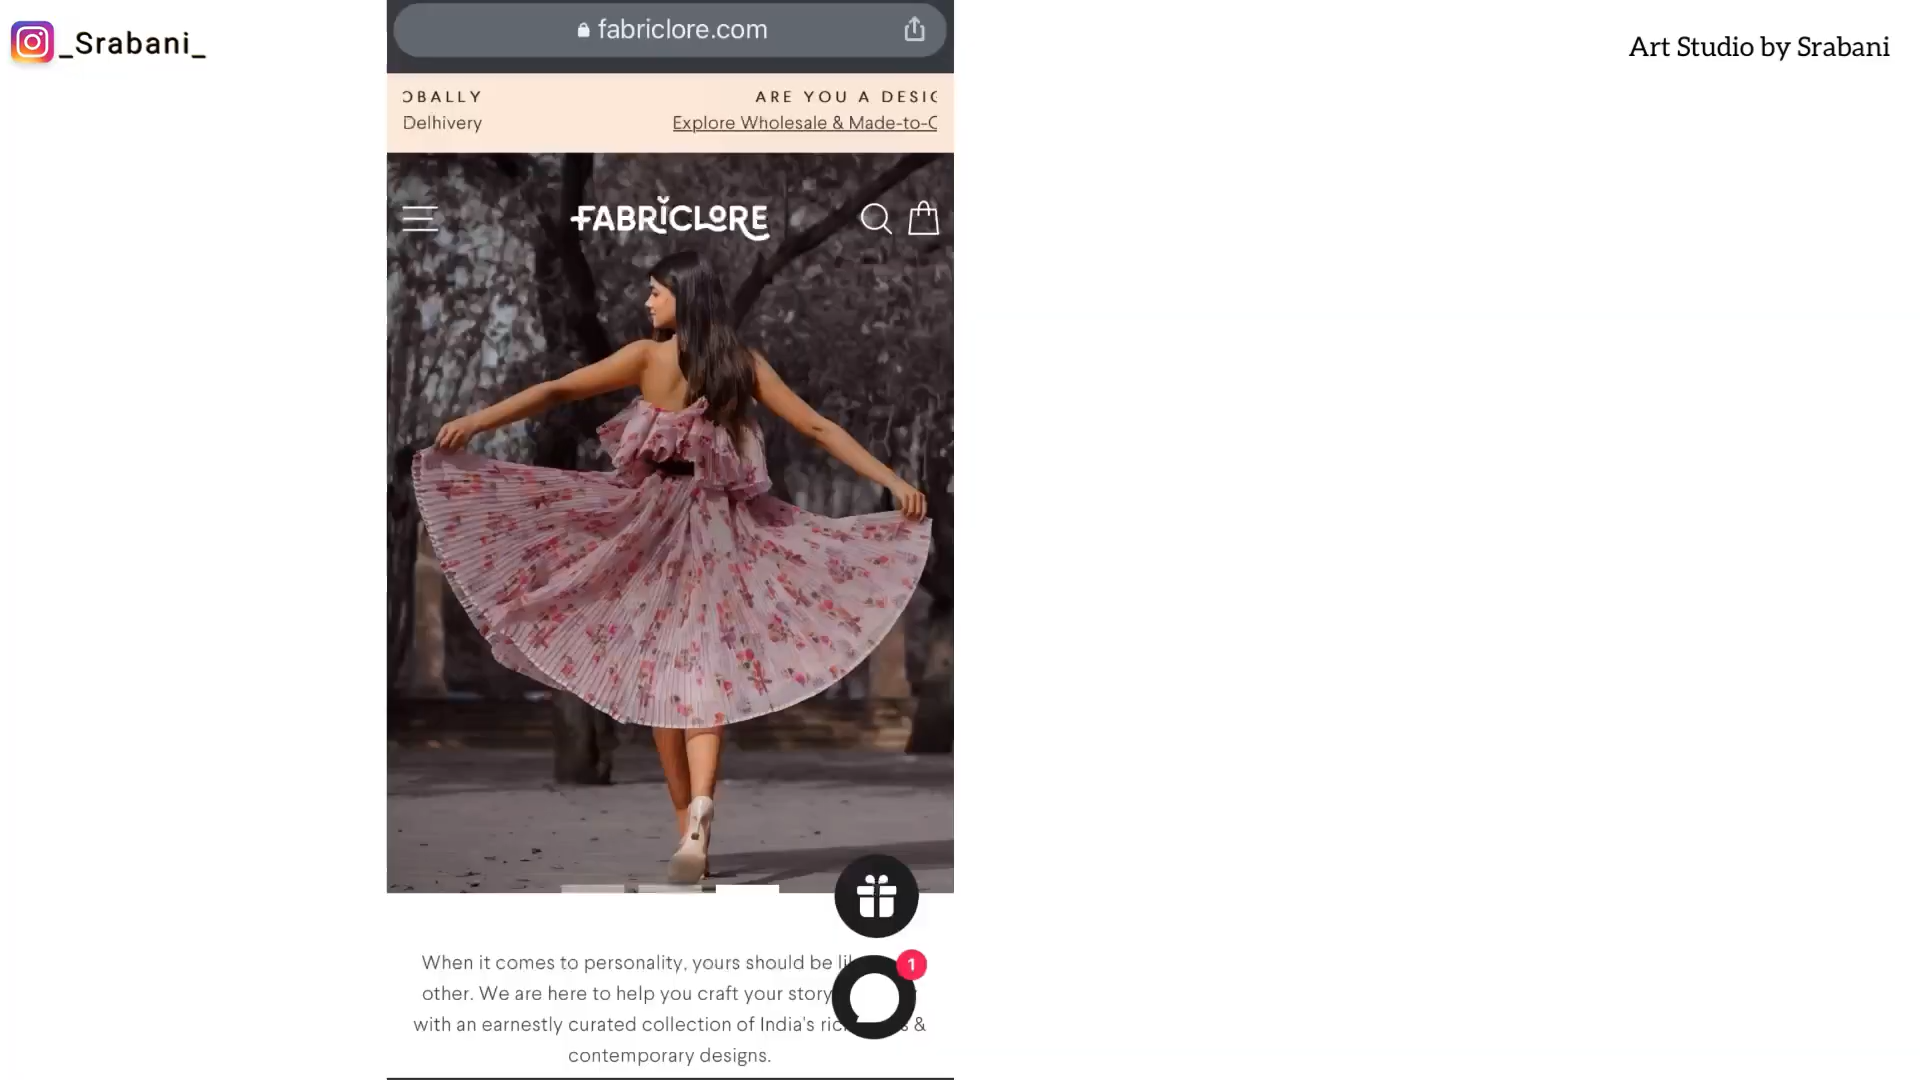 _Srabani_
Art Studio by Srabani
fabriclore.com
OBALLY
ARE YOU A DESIG
Delhivery
Explore Wholesale & Made-to-
FABRICLORE
1
When it comes to personality, yours should be
other. We are here to help you craft your story
with an earnestly curated collection of India's &
contemporary designs.